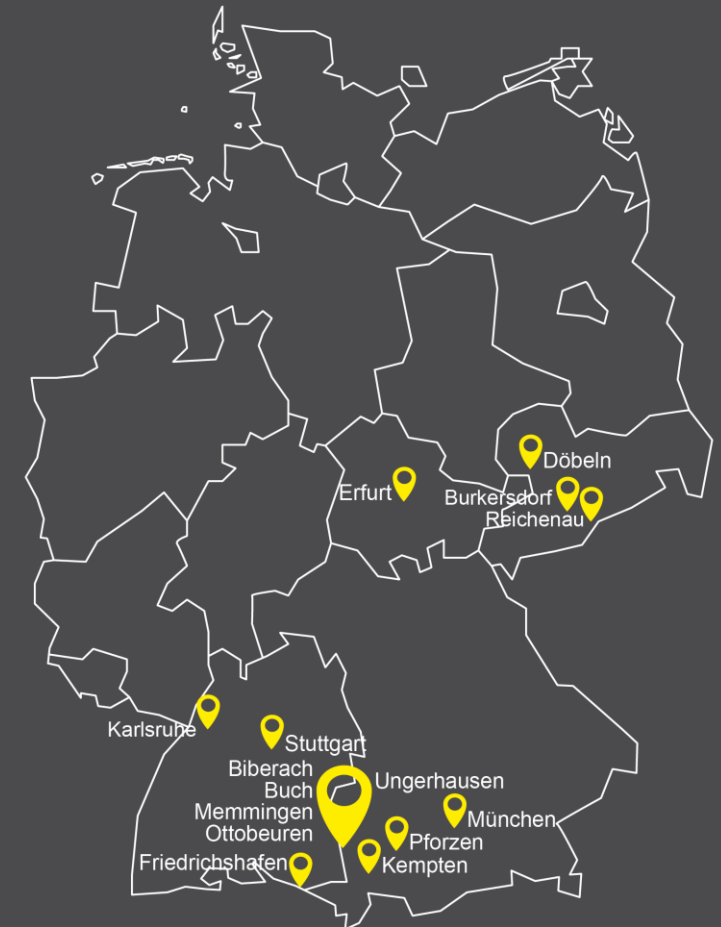 Döbeln
Erfurt
Burkersdorf
Reichenau
Karlsruhe
Stuttgart
Biberach
Buch
Memmingen
Ottobeuren
Ungerhausen
München
Pforzen
Friedrichshafen
Kempten